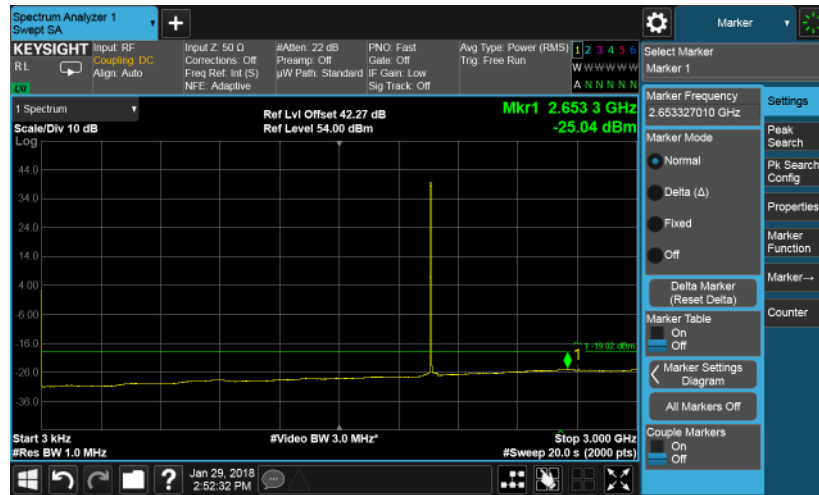 Spectrum Analyzer 1
Swept SA
Marker
KEYSIGHT
RL
LXI
Input: RF
Coupling: DC
Align: Auto
Input Z: 50 Ω
Corrections: Off
Freq Ref: Int (S)
NFE: Adaptive
#Atten: 22 dB
Preamp: Off
µW Path: Standard
PNO: Fast
Gate: Off
IF Gain: Low
Sig Track: Off
Avg Type: Power (RMS)
Trig: Free Run
1 2 3 4 5 6
W W W W W W
A N N N N N
Select Marker
Marker 1
1 Spectrum
Scale/Div 10 dB
Log
Ref Lvl Offset 42.27 dB
Ref Level 54.00 dBm
Mkr1 2.653 3 GHz
-25.04 dBm
44.0
34.0
24.0
14.0
4.00
-6.00
-16.0
-26.0
-36.0
1 -19.02 dBm
1
Start 3 kHz
#Res BW 1.0 MHz
#Video BW 3.0 MHz*
Stop 3.000 GHz
#Sweep 20.0 s (2000 pts)
Marker Frequency
2.653327010 GHz
Marker Mode
Normal
Delta (Δ)
Fixed
Off
Delta Marker
(Reset Delta)
Marker Table
On
Off
Marker Settings
Diagram
All Markers Off
Couple Markers
On
Off
Settings
Peak
Search
Pk Search
Config
Properties
Marker
Function
Marker→
Counter
?
Jan 29, 2018
2:52:32 PM